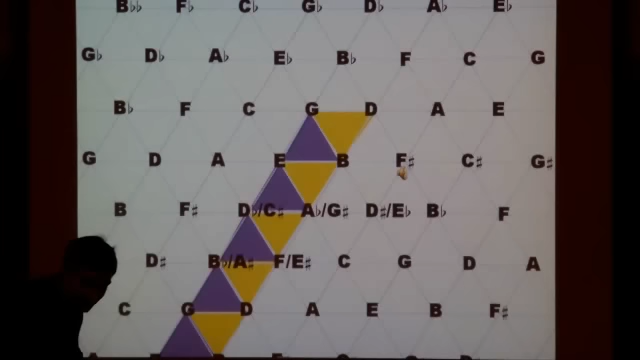 B♭♭ F♭ C♭ G♭ D♭ A♭ E♭
G♭ D♭ A♭ E♭ B♭ F C G
B♭ F C G D A E
G D A E B F♯ C♯ G♯
B F♯ D♭/C♯ A♭/G♯ D♯/E♭ B♭ F
D♯ B♭/A♯ F/E♯ C G D A
C G D A E B F♯